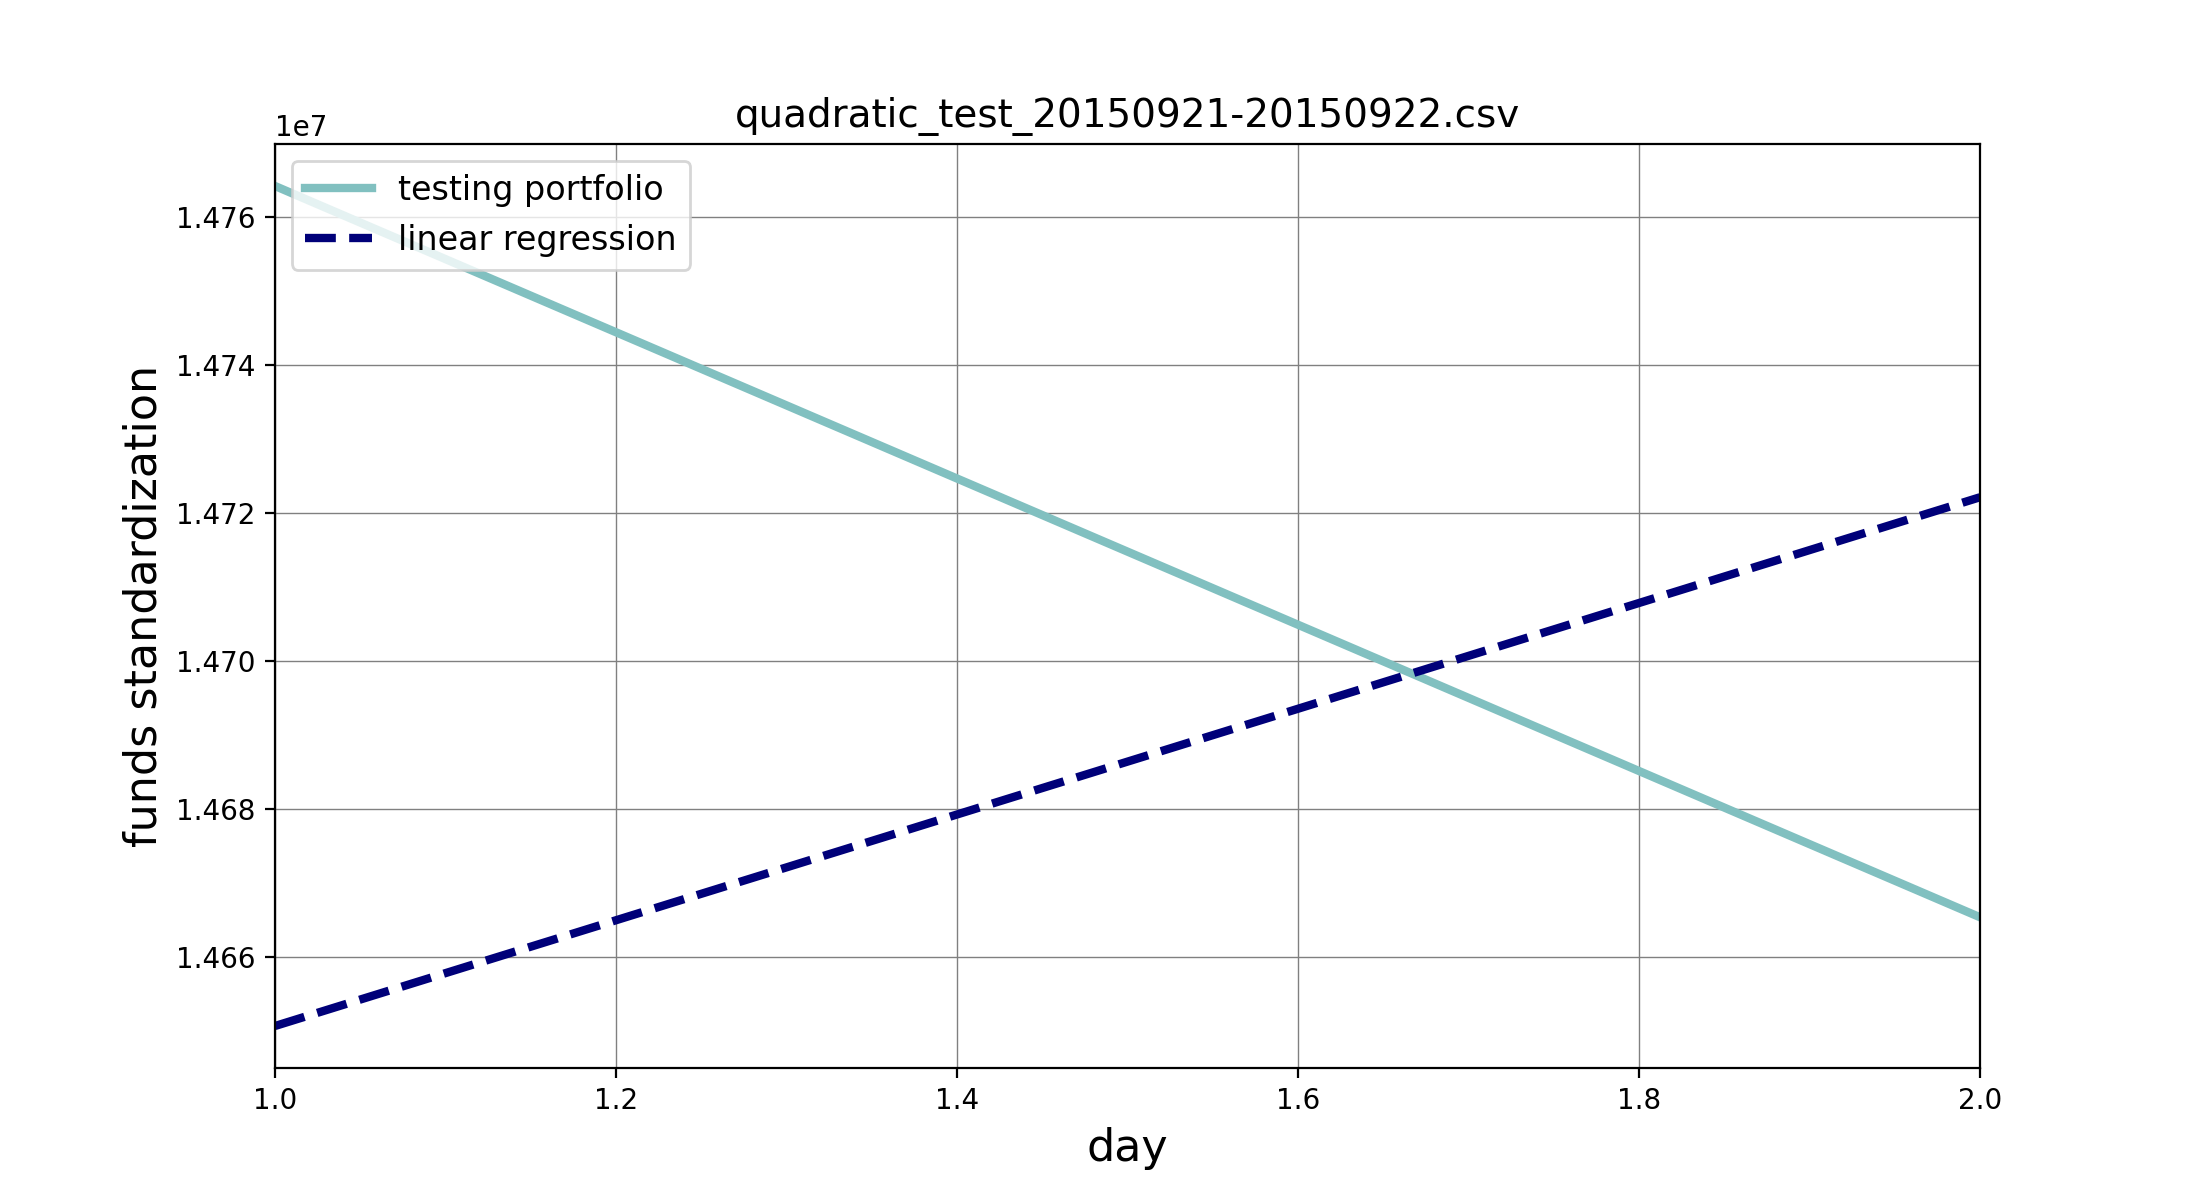 quadratic_test_20150921-20150922.csv
1e7
testing portfolio
linear regression
1.476
1.474
1.472
1.470
1.468
1.466
funds standardization
1.0 1.2 1.4 1.6 1.8 2.0
day